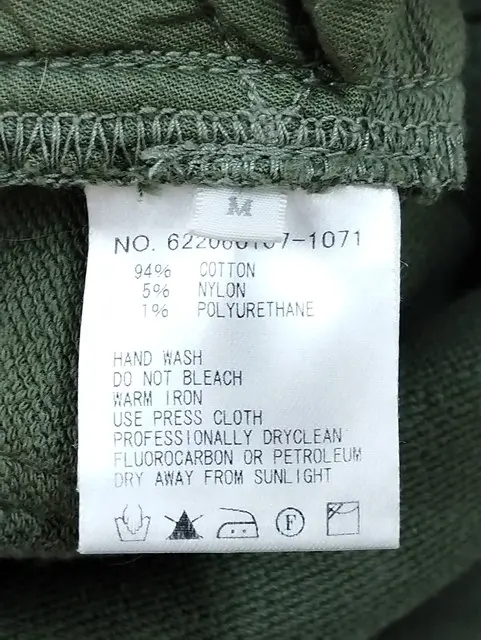 M
NO.
94% COTTON
5% NYLON
1% POLYURETHANE
HAND WASH
DO NOT BLEACH
WARM IRON
USE PRESS CLOTH
PROFESSIONALLY DRYCLEAN
FLUOROCARBON OR PETROLEUM
DRY AWAY FROM SUNLIGHT
F